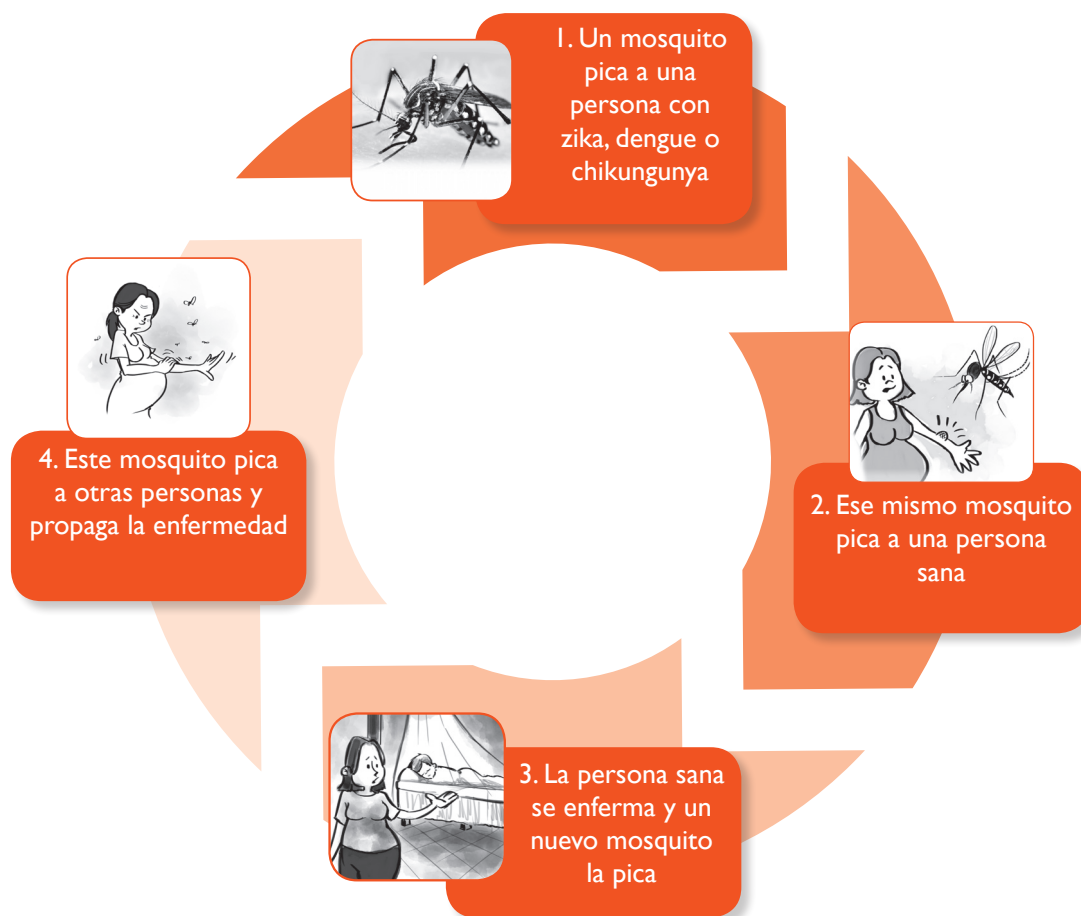 1. Un mosquito
pica a una
persona con
zika, dengue o
chikungunya
2. Ese mismo mosquito
pica a una persona
sana
3. La persona sana
se enferma y un
nuevo mosquito
la pica
4. Este mosquito pica
a otras personas y
propaga la enfermedad